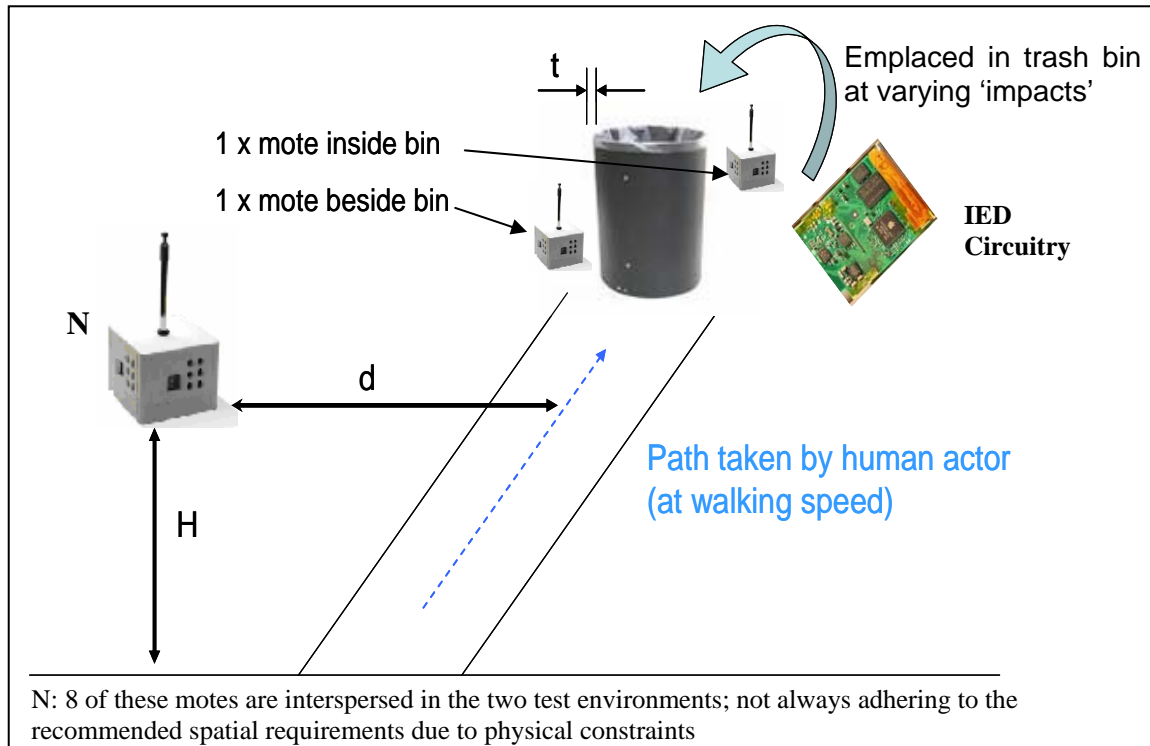 t
Emplaced in trash bin
at varying ‘impacts’
1 x mote inside bin
1 x mote beside bin
IED
Circuitry
N
d
Path taken by human actor
(at walking speed)
H
N: 8 of these motes are interspersed in the two test environments; not always adhering to the
recommended spatial requirements due to physical constraints